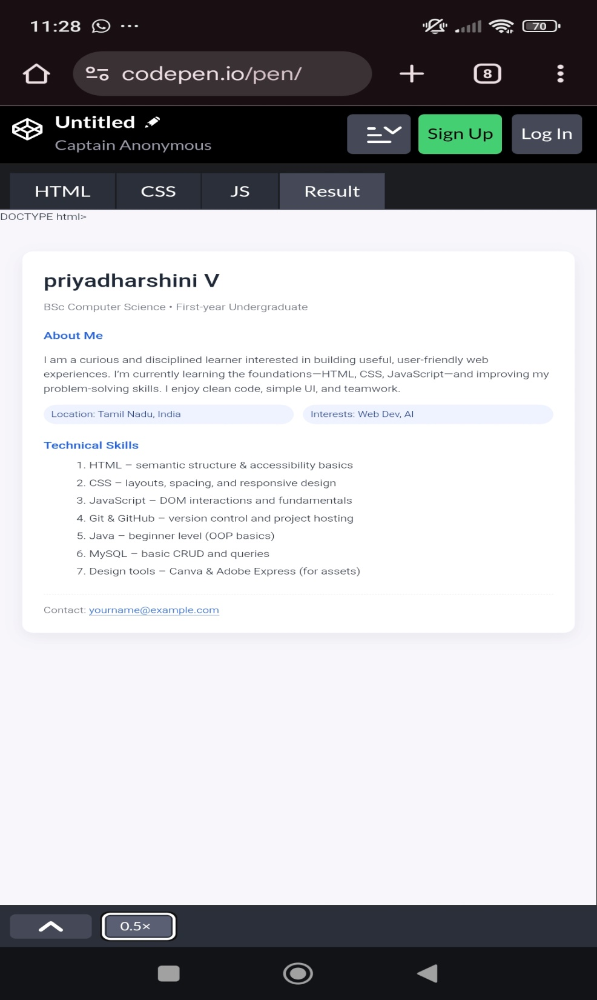 11:28
70
codepen.io/pen/
8
Untitled
Captain Anonymous
Sign Up
Log In
HTML
CSS
JS
Result
DOCTYPE html>
priyadharshini V
BSc Computer Science • First-year Undergraduate
About Me
I am a curious and disciplined learner interested in building useful, user-friendly web
experiences. I’m currently learning the foundations—HTML, CSS, JavaScript—and improving my
problem-solving skills. I enjoy clean code, simple UI, and teamwork.
Location: Tamil Nadu, India
Interests: Web Dev, AI
Technical Skills
1. HTML – semantic structure & accessibility basics
2. CSS – layouts, spacing, and responsive design
3. JavaScript – DOM interactions and fundamentals
4. Git & GitHub – version control and project hosting
5. Java – beginner level (OOP basics)
6. MySQL – basic CRUD and queries
7. Design tools – Canva & Adobe Express (for assets)
Contact: yourname@example.com
0.5×